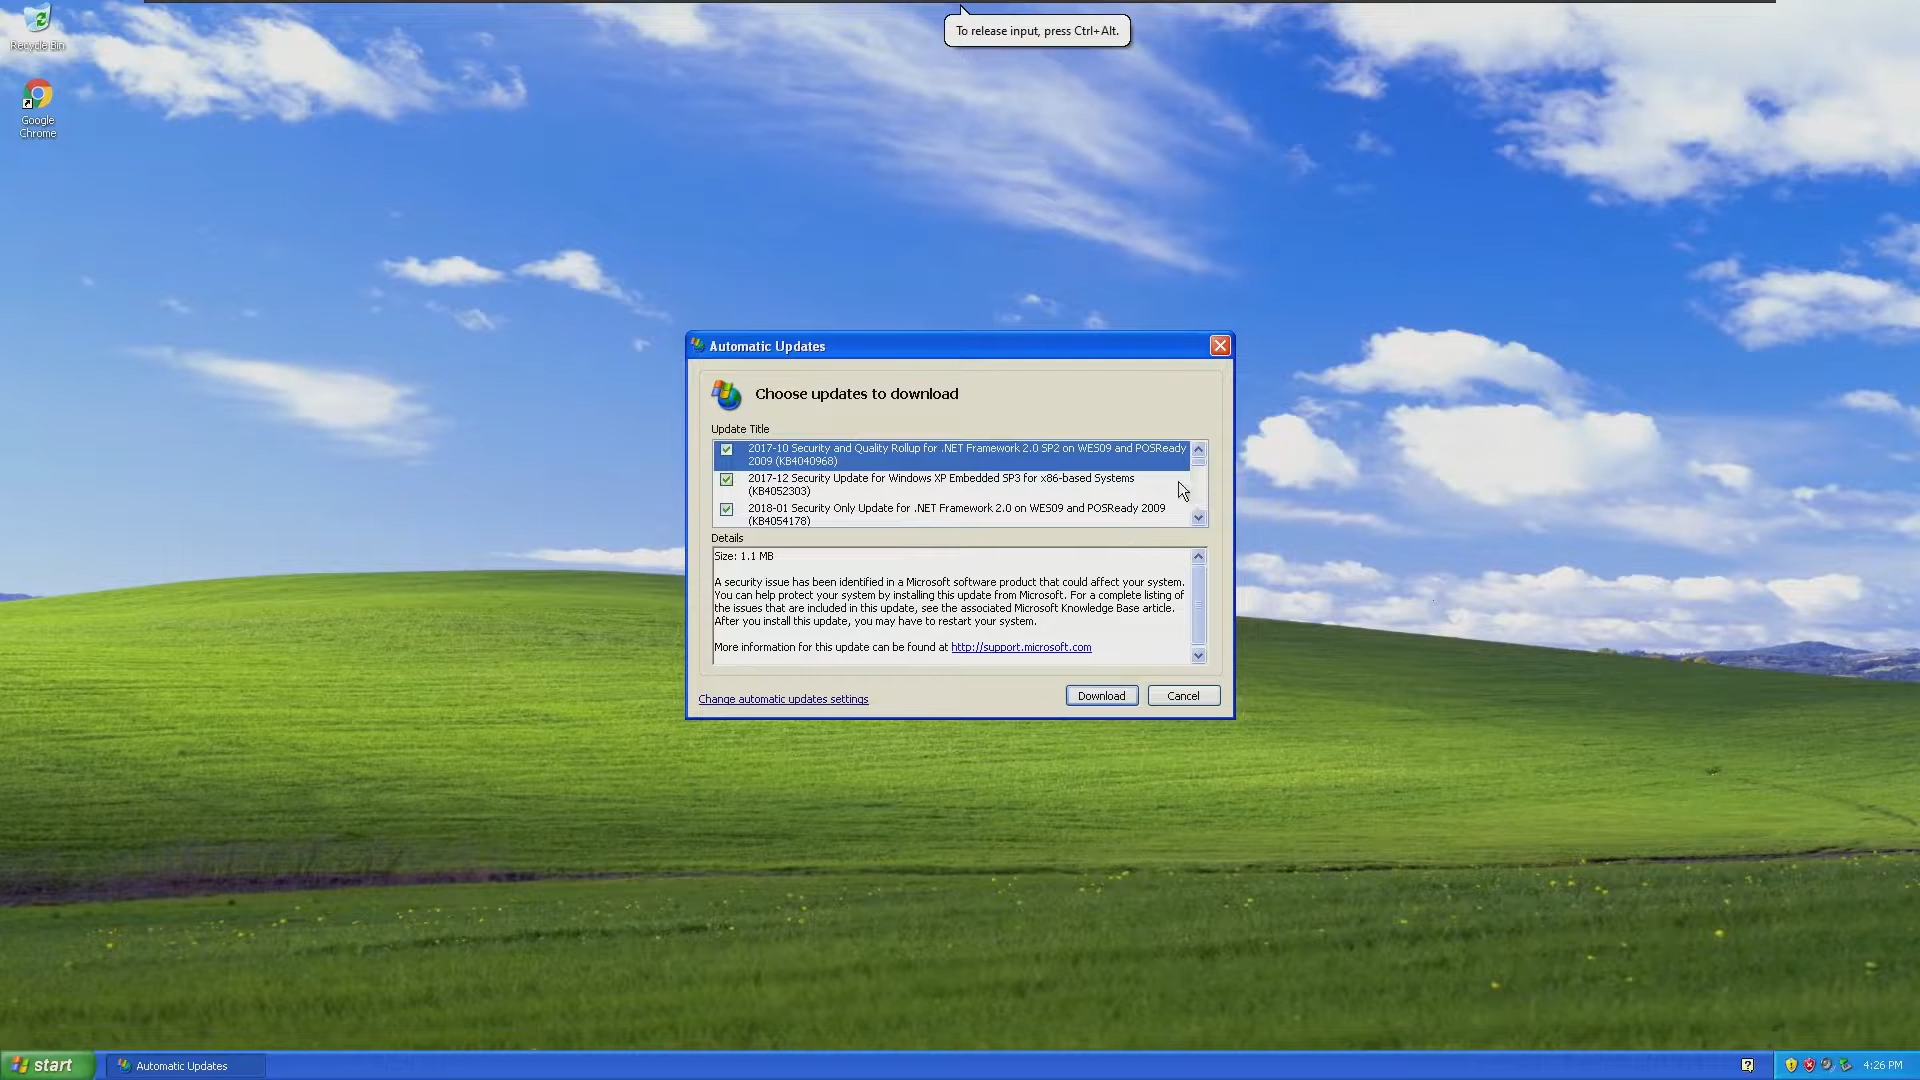 To release input, press Ctrl+Alt.
Recycle Bin
Google
Chrome
Automatic Updates
Choose updates to download
Update Title
2017-10 Security and Quality Rollup for .NET Framework 2.0 SP2 on WES09 and POSReady
2009 (KB4040968)
2017-12 Security Update for Windows XP Embedded SP3 for x86-based Systems
(KB4052303)
2018-01 Security Only Update for .NET Framework 2.0 on WES09 and POSReady 2009
(KB4054178)
Details
Size: 1.1 MB
A security issue has been identified in a Microsoft software product that could affect your system.
You can help protect your system by installing this update from Microsoft. For a complete listing of
the issues that are included in this update, see the associated Microsoft Knowledge Base article.
After you install this update, you may have to restart your system.
More information for this update can be found at http://support.microsoft.com
Change automatic updates settings
Download
Cancel
start
Automatic Updates
4:26 PM